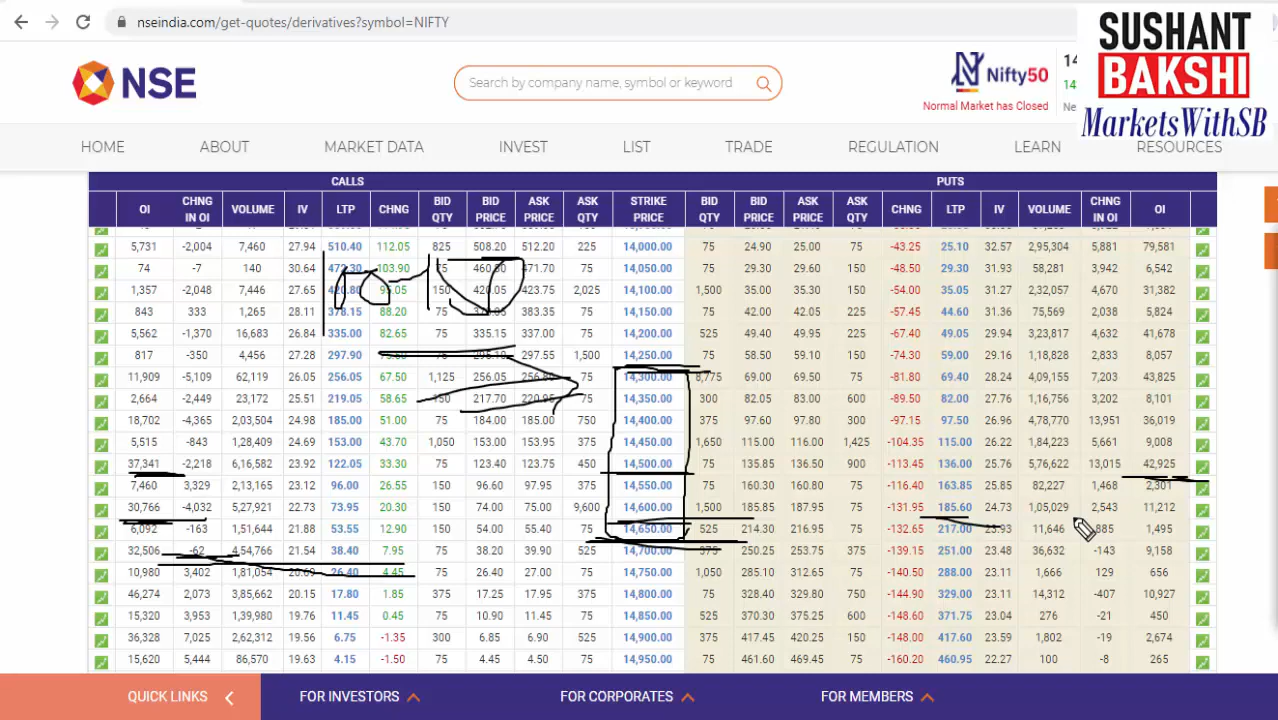 nseindia.com/get-quotes/derivatives?symbol=NIFTY
SUSHANT
BAKSHI
MarketsWithSB
NSE
Search by company name, symbol or keyword
Nifty50
Normal Market has Closed
HOME ABOUT MARKET DATA INVEST LIST TRADE REGULATION LEARN RESOURCES
CALLS PUTS
OI CHNG IN OI VOLUME IV LTP CHNG BID QTY BID PRICE ASK PRICE ASK QTY STRIKE PRICE BID QTY BID PRICE ASK PRICE ASK QTY CHNG LTP IV VOLUME CHNG IN OI OI
5,731 -2,004 7,460 27.94 510.40 112.05 825 508.20 512.20 225 14,000.00 75 24.90 25.00 75 -43.25 25.10 32.57 2,95,304 5,881 79,581
74 -7 140 30.64 473.30 103.90 75 471.70 75 14,050.00 75 29.30 29.60 150 -48.50 29.30 31.93 58,281 3,942 6,542
1,357 -2,048 7,446 27.65 420.80 150 420.05 423.75 2,025 14,100.00 1,500 35.00 35.30 150 -53.30 35.05 31.38 2,32,057 4,670 31,382
843 333 1,265 28.11 378.15 88.20 75 383.35 75 14,150.00 75 42.00 42.05 225 -57.45 44.60 31.36 75,569 2,038 5,824
5,562 -1,370 16,683 26.84 335.00 82.65 75 335.15 337.00 75 14,200.00 525 49.40 49.95 225 -67.40 49.05 29.94 3,23,817 4,632 41,678
817 -350 4,456 27.28 297.90 75 295.10 297.55 1,500 14,250.00 75 58.50 59.10 150 -74.30 59.00 29.16 1,18,828 2,833 8,057
11,909 -5,109 62,119 26.05 256.05 67.50 1,125 256.05 75 14,300.00 8,775 69.00 69.50 75 -81.80 69.40 28.24 4,09,155 7,203 43,825
2,664 -2,449 23,172 25.51 219.05 58.65 150 217.70 220.95 75 14,350.00 300 82.05 83.00 600 -89.50 82.00 27.76 1,16,756 3,202 8,101
18,702 -4,365 2,03,504 24.98 185.00 51.00 75 184.00 185.00 750 14,400.00 75 97.60 97.80 300 -97.15 97.50 26.96 4,78,770 13,951 36,019
5,515 -843 1,28,409 24.69 153.00 43.70 1,050 153.00 153.95 375 14,450.00 1,650 115.00 116.00 1,425 -104.35 115.00 26.22 1,84,223 5,661 9,008
37,341 -2,218 6,16,582 23.92 122.05 33.30 75 123.40 123.75 450 14,500.00 75 135.85 136.50 900 -113.45 136.00 25.76 5,76,622 13,015 42,925
7,460 3,329 2,13,165 23.12 96.00 26.55 150 96.60 97.95 375 14,550.00 75 160.30 160.80 75 -116.40 163.85 25.81 82,227 1,468 2,301
30,766 -4,032 5,27,921 22.73 73.95 20.30 150 74.00 75.00 9,600 14,600.00 1,500 185.85 187.95 75 -131.95 185.60 24.73 1,05,029 2,543 11,212
6,092 -163 1,51,644 21.88 53.55 12.90 150 54.00 55.40 75 14,650.00 525 214.30 216.95 75 -132.65 217.00 23.93 11,646 1,495
32,506 -62 4,54,766 21.54 38.40 7.95 75 38.20 39.90 525 14,700.00 375 250.25 253.75 375 -139.15 251.00 23.48 36,632 -143 9,158
10,980 3,402 1,81,054 20.69 26.40 4.45 75 26.40 27.00 75 14,750.00 1,050 285.10 312.65 75 -140.50 288.00 23.11 1,666 129 656
46,274 2,073 3,85,662 20.15 17.80 1.85 375 17.25 17.95 375 14,800.00 75 328.40 329.80 750 -144.90 329.00 23.11 14,312 -407 10,927
15,320 3,953 1,39,980 19.76 11.45 0.45 75 10.90 11.45 75 14,850.00 525 370.30 375.25 600 -148.60 371.75 23.04 276 -21 450
36,328 7,025 2,62,312 19.56 6.75 -1.35 300 6.85 6.90 525 14,900.00 375 417.45 420.25 150 -148.00 417.60 23.59 1,802 -19 2,674
15,620 5,444 86,570 19.63 4.15 -1.50 75 4.45 4.50 75 14,950.00 75 461.60 469.45 75 -160.20 460.95 22.27 100 -8 265
QUICK LINKS FOR INVESTORS FOR CORPORATES FOR MEMBERS